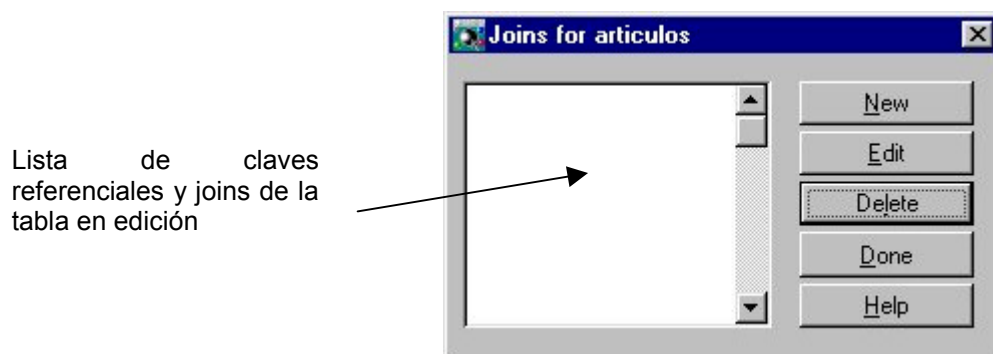 Joins for articulos
New
Edit
Delete
Done
Help
Lista de claves
referenciales y joins de la
tabla en edición